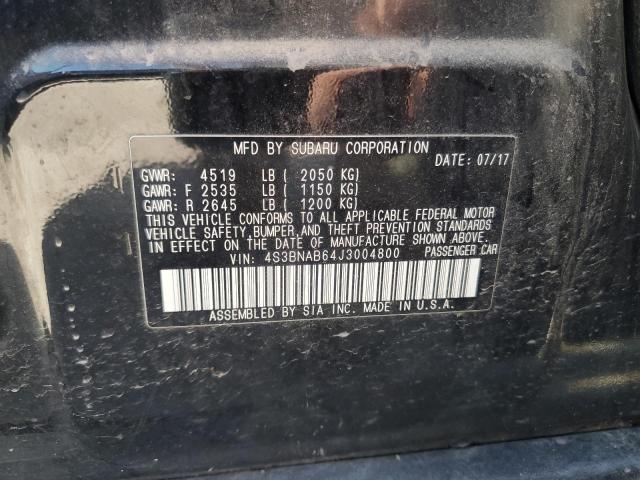 MFD BY SUBARU CORPORATION
DATE: 07/17
GVWR: 4519 LB ( 2050 KG)
GAWR: F 2535 LB ( 1150 KG)
GAWR: R 2645 LB ( 1200 KG)
THIS VEHICLE CONFORMS TO ALL APPLICABLE FEDERAL MOTOR
VEHICLE SAFETY,BUMPER,AND THEFT PREVENTION STANDARDS
IN EFFECT ON THE DATE OF MANUFACTURE SHOWN ABOVE.
VIN: 4S3BNAB64J3004800 PASSENGER CAR
ASSEMBLED BY SIA INC. MADE IN U.S.A.